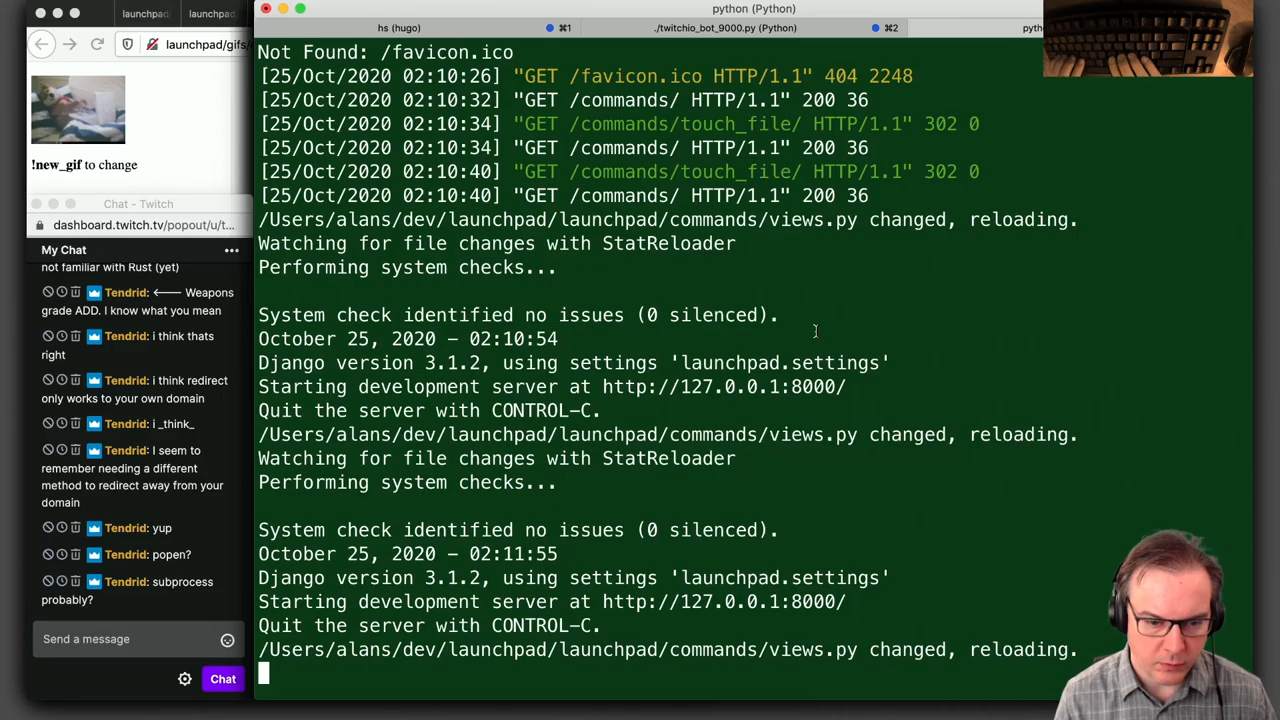 launchpad
launchpad
launchpad/gifs/
!new_gif to change
Chat - Twitch
dashboard.twitch.tv/popout/u/t...
My Chat
not familiar with Rust (yet)
Tendrid: <--- Weapons
grade ADD. I know what you
mean
Tendrid: i think thats
right
Tendrid: i think redirect
only works to your own domain
Tendrid: i _think_
Tendrid: I seem to
remember needing a different
method to redirect away from your
domain
Tendrid: yup
Tendrid: popen?
Tendrid: subprocess
probably?
Send a message
Chat
python (Python)
hs (hugo)
⌘1
./twitchio_bot_9000.py (Python)
⌘2
pyth
Not Found: /favicon.ico
[25/Oct/2020 02:10:26] "GET /favicon.ico HTTP/1.1" 404 2248
[25/Oct/2020 02:10:32] "GET /commands/ HTTP/1.1" 200 36
[25/Oct/2020 02:10:34] "GET /commands/touch_file/ HTTP/1.1" 302 0
[25/Oct/2020 02:10:34] "GET /commands/ HTTP/1.1" 200 36
[25/Oct/2020 02:10:40] "GET /commands/touch_file/ HTTP/1.1" 302 0
[25/Oct/2020 02:10:40] "GET /commands/ HTTP/1.1" 200 36
/Users/alans/dev/launchpad/launchpad/commands/views.py changed, reloading.
Watching for file changes with StatReloader
Performing system checks...
System check identified no issues (0 silenced).
October 25, 2020 - 02:10:54
Django version 3.1.2, using settings 'launchpad.settings'
Starting development server at http://127.0.0.1:8000/
Quit the server with CONTROL-C.
/Users/alans/dev/launchpad/launchpad/commands/views.py changed, reloading.
Watching for file changes with StatReloader
Performing system checks...
System check identified no issues (0 silenced).
October 25, 2020 - 02:11:55
Django version 3.1.2, using settings 'launchpad.settings'
Starting development server at http://127.0.0.1:8000/
Quit the server with CONTROL-C.
/Users/alans/dev/launchpad/launchpad/commands/views.py changed, reloading.